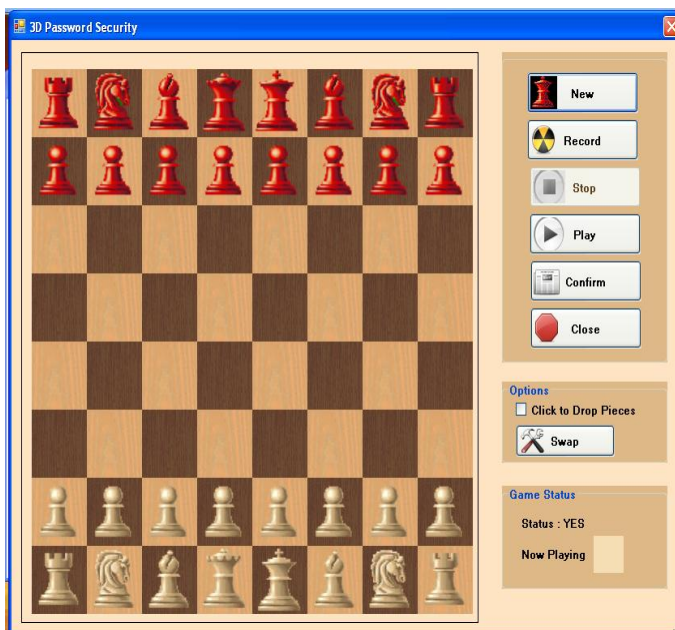 3D Password Security
New
Record
Stop
Play
Confirm
Close
Options
Click to Drop Pieces
Swap
Game Status
Status : YES
Now Playing